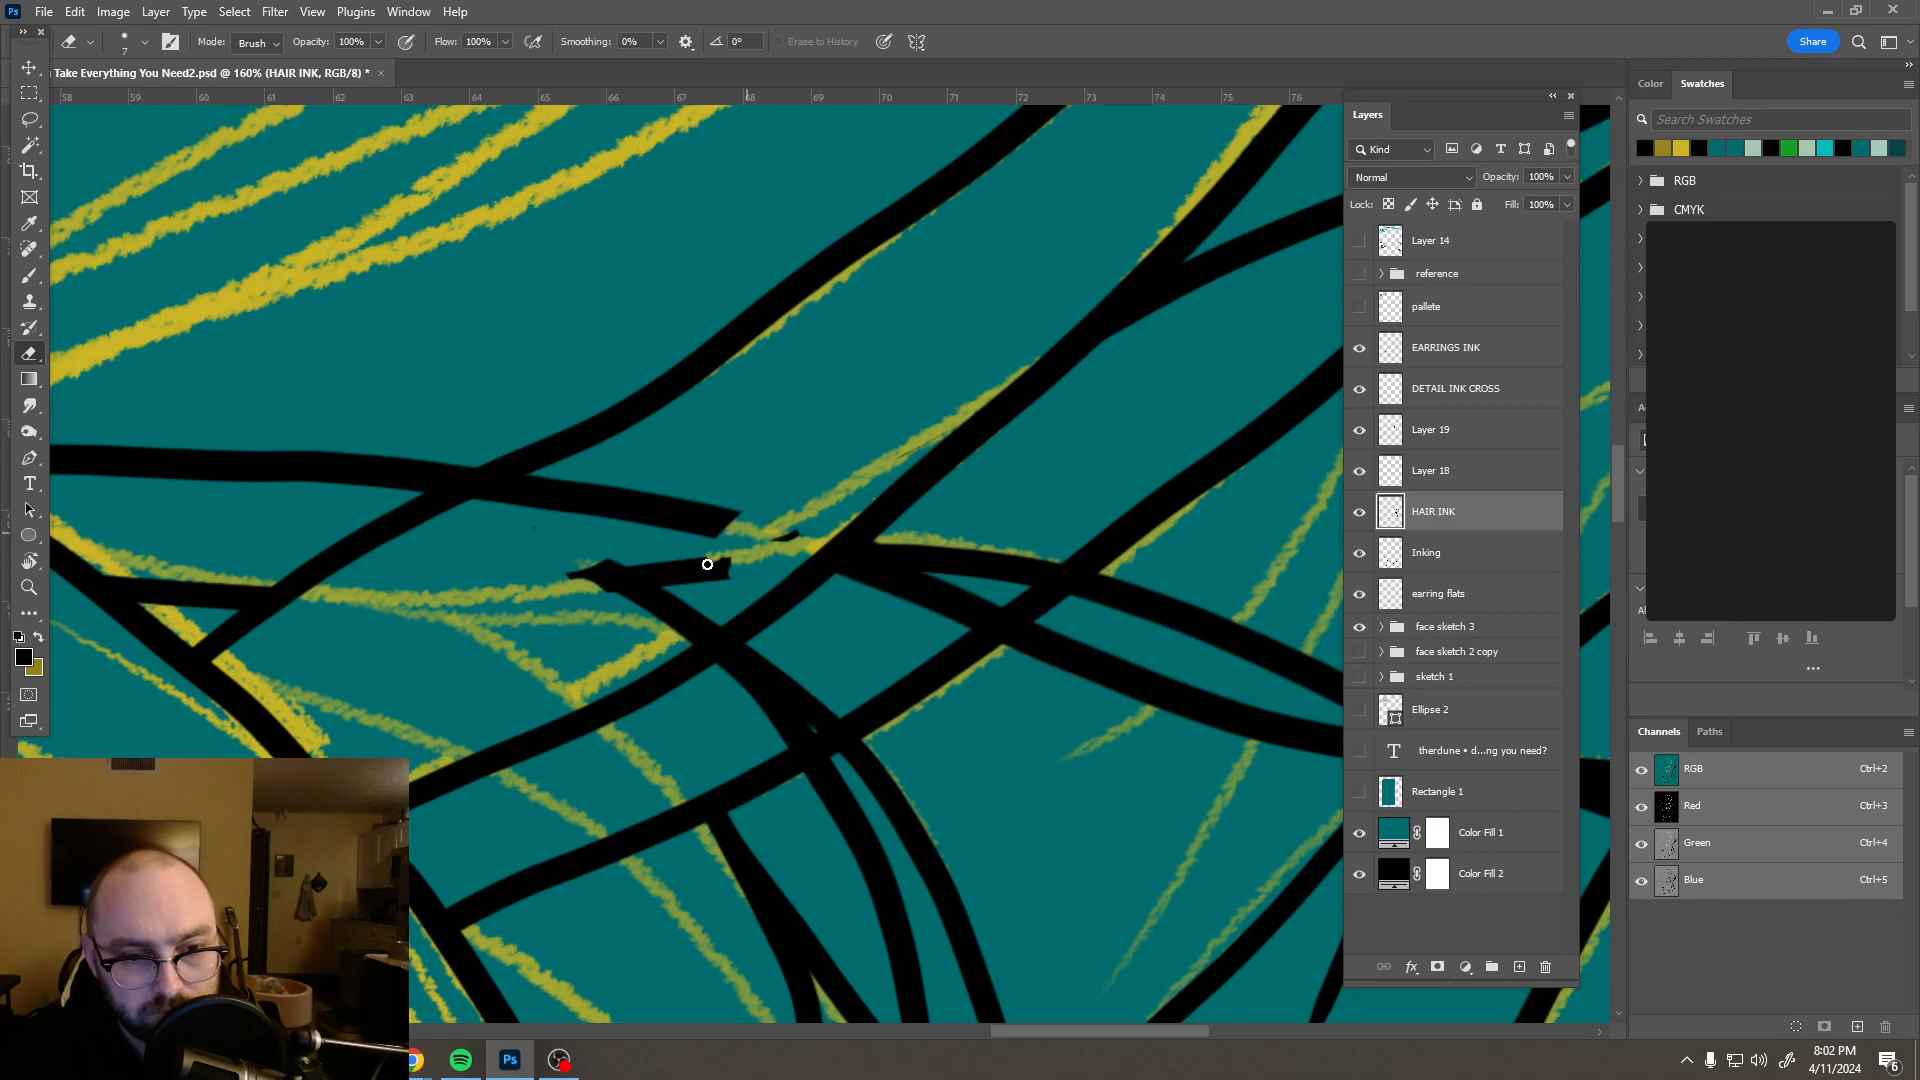 File Edit Image Layer Type Select Filter View Plugins Window Help
7 Mode: Brush Opacity: 100% Flow: 100% Smoothing: 0% 0° Erase to History Share
Take Everything You Need2.psd @ 160% (HAIR INK, RGB/8) *
58 59 60 61 62 63 64 65 66 67 68 69 70 71 72 73 74 75 76
Layers
Kind
Normal Opacity: 100%
Lock: Fill: 100%
Layer 14
reference
pallete
EARRINGS INK
DETAIL INK CROSS
Layer 19
Layer 18
HAIR INK
Inking
earring flats
face sketch 3
face sketch 2 copy
sketch 1
Ellipse 2
therdune • d...ng you need?
Rectangle 1
Color Fill 1
Color Fill 2
Color Swatches
Search Swatches
RGB
CMYK
Channels Paths
RGB Ctrl+2
Red Ctrl+3
Green Ctrl+4
Blue Ctrl+5
8:02 PM
4/11/2024
6